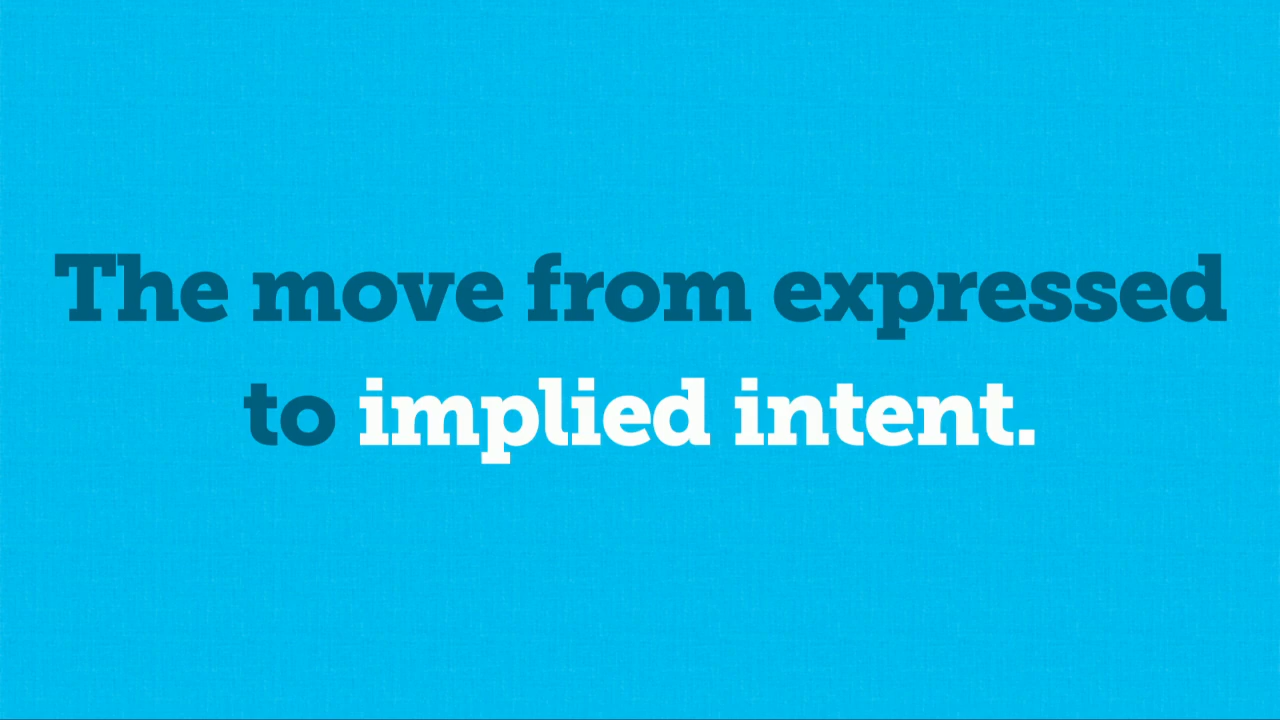 The move from expressed
to implied intent.